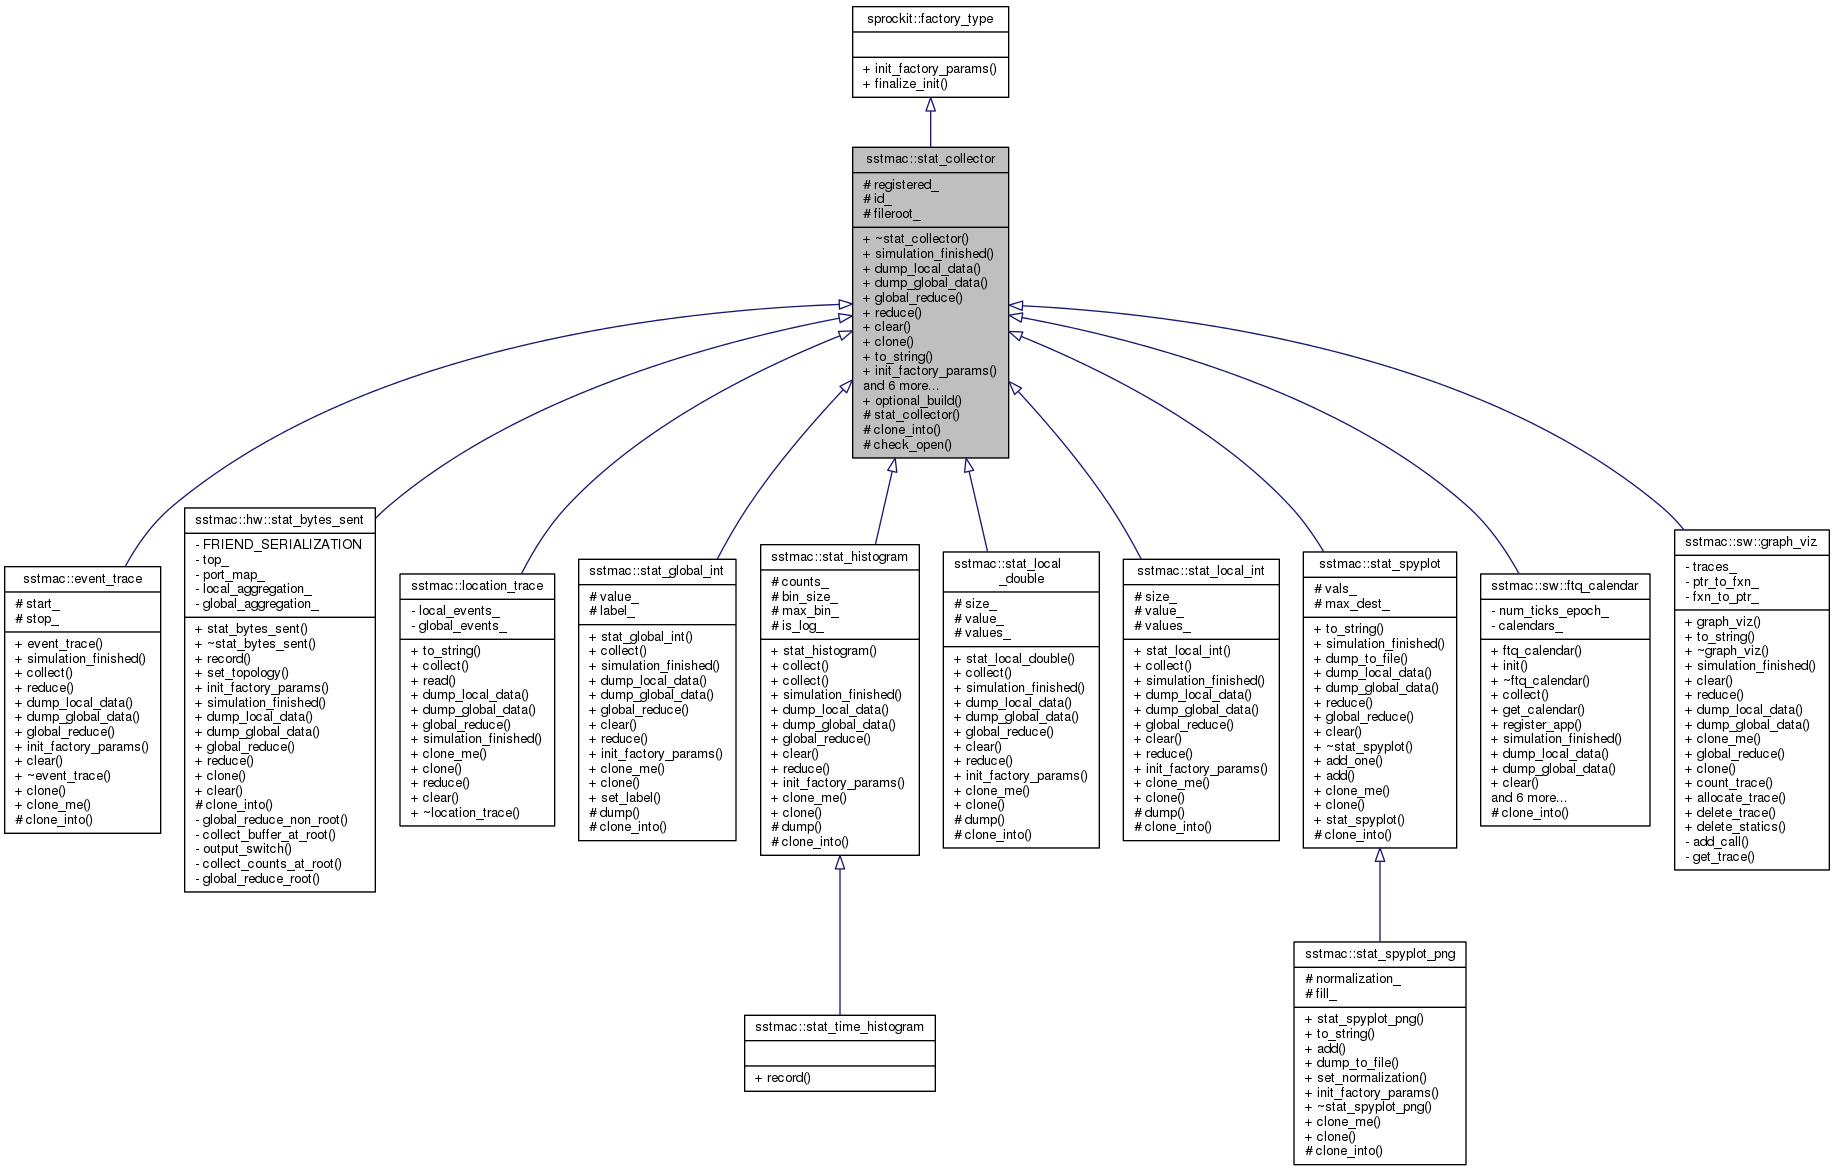 sprockit::factory_type
+ init_factory_params()
+ finalize_init()
sstmac::stat_collector
# registered_
# id_
# fileroot_
+ ~stat_collector()
+ simulation_finished()
+ dump_local_data()
+ dump_global_data()
+ global_reduce()
+ reduce()
+ clear()
+ clone()
+ to_string()
+ init_factory_params()
and 6 more...
+ optional_build()
# stat_collector()
# clone_into()
# check_open()
sstmac::event_trace
# start_
# stop_
+ event_trace()
+ simulation_finished()
+ collect()
+ reduce()
+ dump_local_data()
+ dump_global_data()
+ global_reduce()
+ init_factory_params()
+ clear()
+ ~event_trace()
+ clone()
+ clone_me()
# clone_into()
sstmac::hw::stat_bytes_sent
- FRIEND_SERIALIZATION
- top_
- port_map_
- local_aggregation_
- global_aggregation_
+ stat_bytes_sent()
+ ~stat_bytes_sent()
+ record()
+ set_topology()
+ init_factory_params()
+ simulation_finished()
+ dump_local_data()
+ dump_global_data()
+ global_reduce()
+ reduce()
+ clone()
+ clear()
# clone_into()
- global_reduce_non_root()
- collect_buffer_at_root()
- output_switch()
- collect_counts_at_root()
- global_reduce_root()
sstmac::location_trace
- local_events_
- global_events_
+ to_string()
+ collect()
+ read()
+ dump_local_data()
+ dump_global_data()
+ global_reduce()
+ simulation_finished()
+ clone_me()
+ clone()
+ reduce()
+ clear()
+ ~location_trace()
sstmac::stat_global_int
# value_
# label_
+ stat_global_int()
+ collect()
+ simulation_finished()
+ dump_local_data()
+ dump_global_data()
+ global_reduce()
+ clear()
+ reduce()
+ init_factory_params()
+ clone_me()
+ clone()
+ set_label()
# dump()
# clone_into()
sstmac::stat_histogram
# counts_
# bin_size_
# max_bin_
# is_log_
+ stat_histogram()
+ collect()
+ collect()
+ simulation_finished()
+ dump_local_data()
+ dump_global_data()
+ global_reduce()
+ clear()
+ reduce()
+ init_factory_params()
+ clone_me()
+ clone()
# dump()
# clone_into()
sstmac::stat_local
_double
# size_
# value_
# values_
+ stat_local_double()
+ collect()
+ simulation_finished()
+ dump_local_data()
+ dump_global_data()
+ global_reduce()
+ clear()
+ reduce()
+ init_factory_params()
+ clone_me()
+ clone()
# dump()
# clone_into()
sstmac::stat_local_int
# size_
# value_
# values_
+ stat_local_int()
+ collect()
+ simulation_finished()
+ dump_local_data()
+ dump_global_data()
+ global_reduce()
+ clear()
+ reduce()
+ init_factory_params()
+ clone_me()
+ clone()
# dump()
# clone_into()
sstmac::stat_spyplot
# vals_
# max_dest_
+ to_string()
+ simulation_finished()
+ dump_to_file()
+ dump_local_data()
+ dump_global_data()
+ reduce()
+ global_reduce()
+ clear()
+ ~stat_spyplot()
+ add_one()
+ add()
+ clone_me()
+ clone()
+ stat_spyplot()
# clone_into()
sstmac::sw::ftq_calendar
- num_ticks_epoch_
- calendars_
+ ftq_calendar()
+ init()
+ ~ftq_calendar()
+ collect()
+ get_calendar()
+ register_app()
+ simulation_finished()
+ dump_local_data()
+ dump_global_data()
+ clear()
and 6 more...
# clone_into()
sstmac::sw::graph_viz
- traces_
- ptr_to_fxn_
- fxn_to_ptr_
+ graph_viz()
+ to_string()
+ ~graph_viz()
+ simulation_finished()
+ clear()
+ reduce()
+ dump_local_data()
+ dump_global_data()
+ clone_me()
+ global_reduce()
+ clone()
+ count_trace()
+ allocate_trace()
+ delete_trace()
+ delete_statics()
- add_call()
- get_trace()
sstmac::stat_time_histogram
+ record()
sstmac::stat_spyplot_png
# normalization_
# fill_
+ stat_spyplot_png()
+ to_string()
+ add()
+ dump_to_file()
+ set_normalization()
+ init_factory_params()
+ ~stat_spyplot_png()
+ clone_me()
+ clone()
# clone_into()